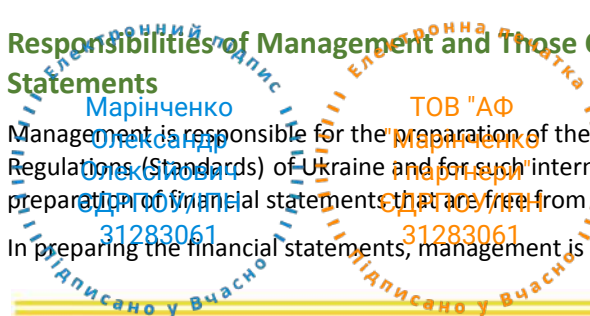 Responsibilities of Management and Those
Statements
Management is responsible for the preparation of the
Regulations (Standards) of Ukraine and for such intern
preparation of financial statements that are free from
In preparing the financial statements, management is
Електронний підпис
Марінченко
Олександр
Олексійович
ЄДРПОУ/ІПН
31283061
Підписано у Вчасно
Електронна печатка
ТОВ "АФ
"Марінченко
і партнери"
ЄДРПОУ/ІПН
31283061
Підписано у Вчасно